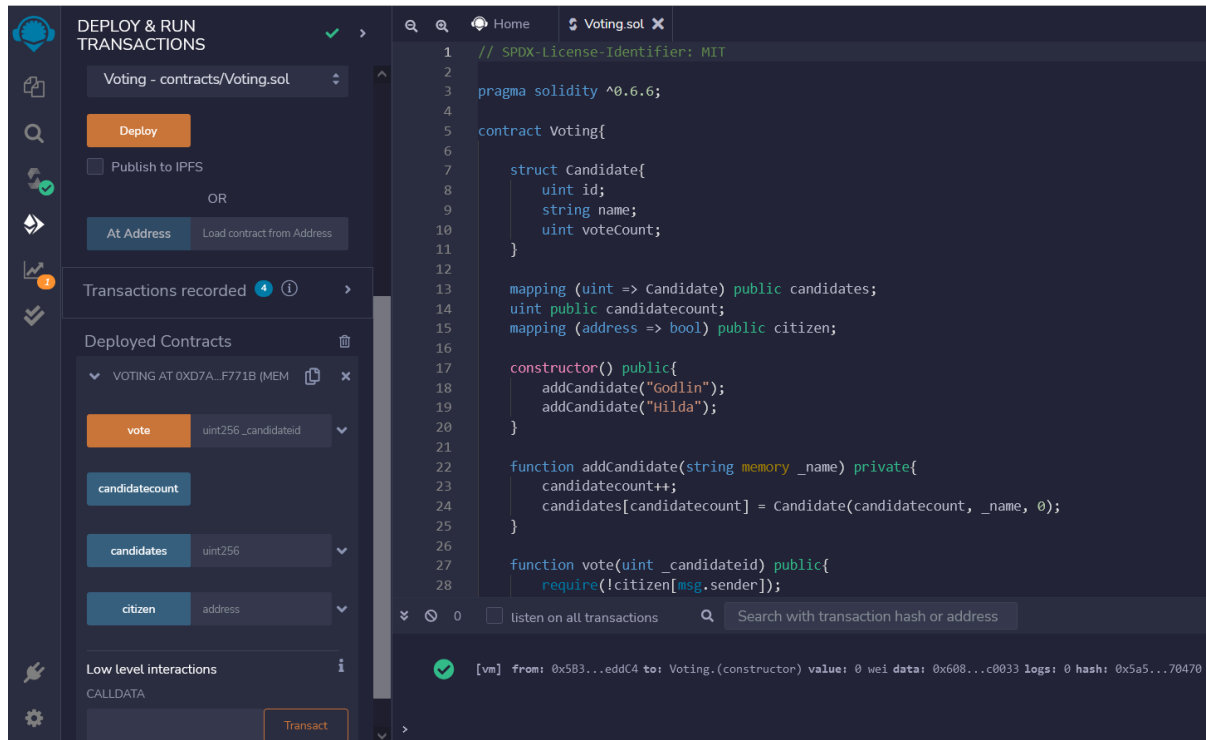 DEPLOY & RUN
TRANSACTIONS
Voting - contracts/Voting.sol
Deploy
Publish to IPFS
OR
At Address Load contract from Address
1
Transactions recorded 4 i
Deployed Contracts
VOTING AT 0XD7A...F771B (MEM
vote uint256 _candidateid
candidatecount
candidates uint256
citizen address
Low level interactions i
CALLDATA
Transact
Home Voting.sol
1 // SPDX-License-Identifier: MIT
2
3 pragma solidity ^0.6.6;
4
5 contract Voting{
6
7 struct Candidate{
8 uint id;
9 string name;
10 uint voteCount;
11 }
12
13 mapping (uint => Candidate) public candidates;
14 uint public candidatecount;
15 mapping (address => bool) public citizen;
16
17 constructor() public{
18 addCandidate("Godlin");
19 addCandidate("Hilda");
20 }
21
22 function addCandidate(string memory _name) private{
23 candidatecount++;
24 candidates[candidatecount] = Candidate(candidatecount, _name, 0);
25 }
26
27 function vote(uint _candidateid) public{
28 require(!citizen[msg.sender]);
0 listen on all transactions Search with transaction hash or address
[vm] from: 0x5B3...eddC4 to: Voting.(constructor) value: 0 wei data: 0x608...c0033 logs: 0 hash: 0x5a5...70470
>